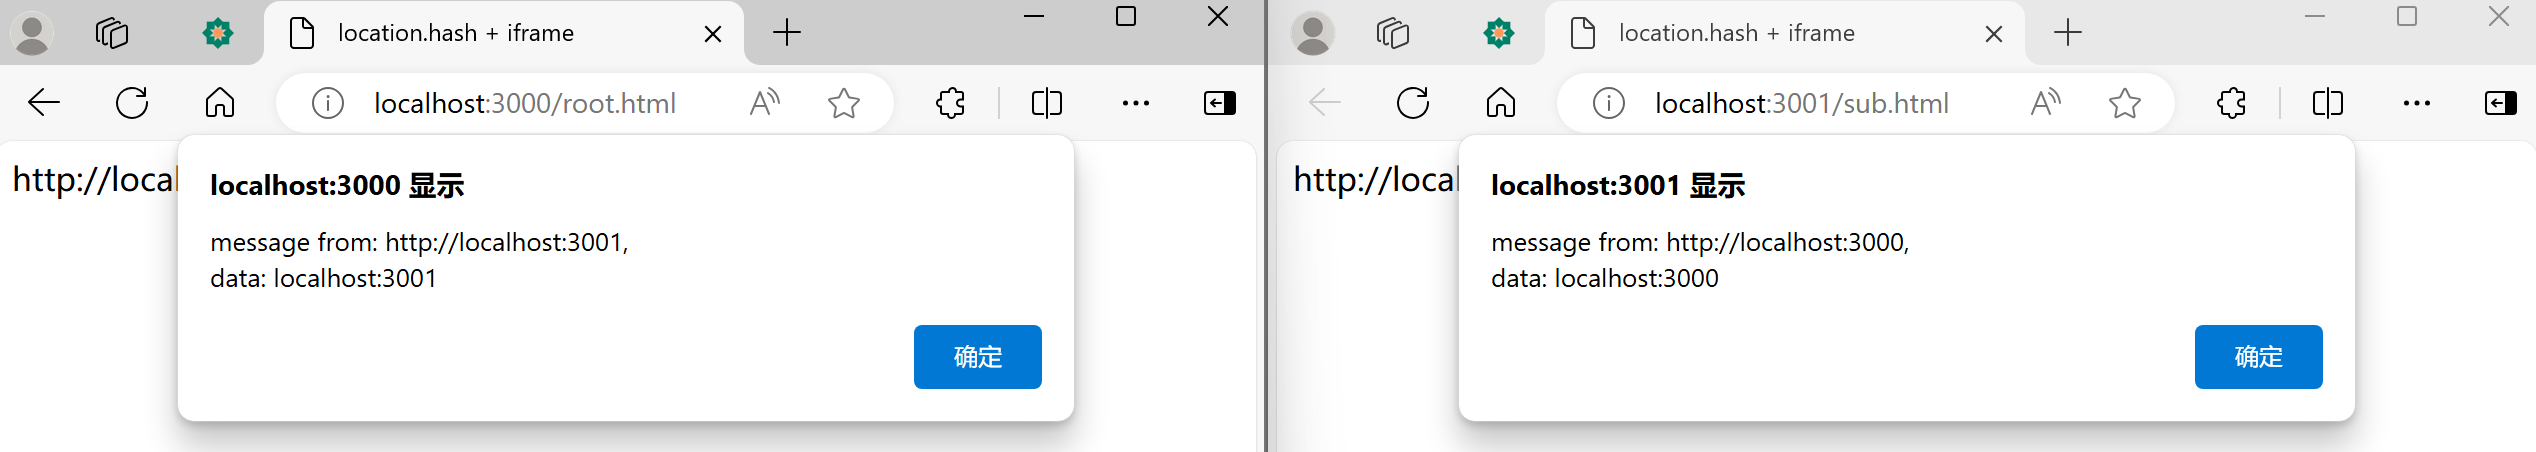 location.hash + iframe
localhost:3000/root.html
http://local
localhost:3000 显示
message from: http://localhost:3001,
data: localhost:3001
确定
location.hash + iframe
localhost:3001/sub.html
http://local
localhost:3001 显示
message from: http://localhost:3000,
data: localhost:3000
确定